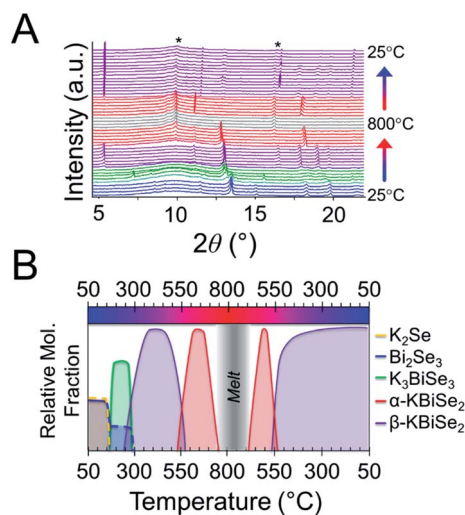 A
Intensity (a.u.)
* *
25°C
800°C
25°C
5 10 15 20
2θ (°)
B
50 300 550 800 550 300 50
Relative Mol. Fraction
Melt
K₂Se
Bi₂Se₃
K₃BiSe₃
α-KBiSe₂
β-KBiSe₂
50 300 550 800 550 300 50
Temperature (°C)